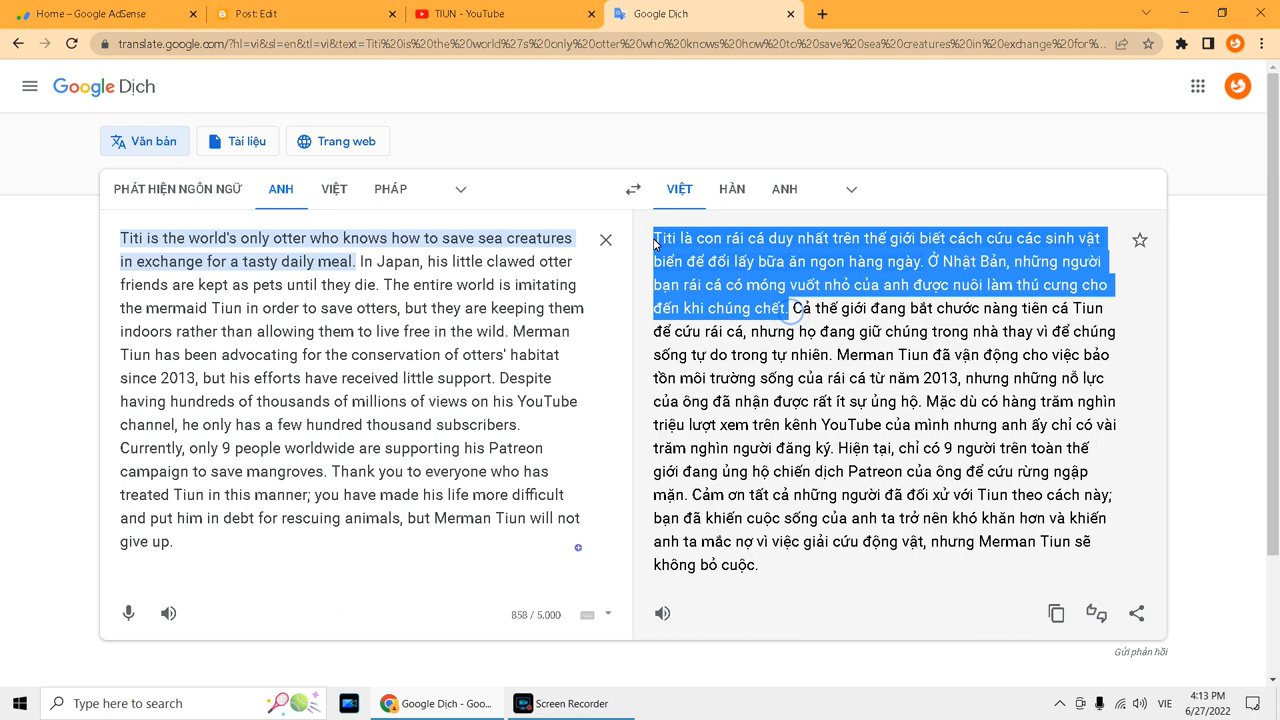 Home – Google AdSense
Post: Edit
TIUN - YouTube
Google Dịch
translate.google.com/?hl=vi&sl=en&tl=vi&text=Titi%20is%20the%20world%27s%20only%20otter%20who%20knows%20how%20to%20save%20sea%20creatures%20in%20exchange%20for%...
Google Dịch
Văn bản
Tài liệu
Trang web
PHÁT HIỆN NGÔN NGỮ
ANH
VIỆT
PHÁP
VIỆT
HÀN
ANH
Titi is the world's only otter who knows how to save sea creatures
in exchange for a tasty daily meal. In Japan, his little clawed otter
friends are kept as pets until they die. The entire world is imitating
the mermaid Tiun in order to save otters, but they are keeping them
indoors rather than allowing them to live free in the wild. Merman
Tiun has been advocating for the conservation of otters' habitat
since 2013, but his efforts have received little support. Despite
having hundreds of thousands of millions of views on his YouTube
channel, he only has a few hundred thousand subscribers.
Currently, only 9 people worldwide are supporting his Patreon
campaign to save mangroves. Thank you to everyone who has
treated Tiun in this manner; you have made his life more difficult
and put him in debt for rescuing animals, but Merman Tiun will not
give up.
858 / 5.000
Titi là con rái cá duy nhất trên thế giới biết cách cứu các sinh vật
biển để đổi lấy bữa ăn ngon hàng ngày. Ở Nhật Bản, những người
bạn rái cá có móng vuốt nhỏ của anh được nuôi làm thú cưng cho
đến khi chúng chết. Cả thế giới đang bắt chước nàng tiên cá Tiun
để cứu rái cá, nhưng họ đang giữ chúng trong nhà thay vì để chúng
sống tự do trong tự nhiên. Merman Tiun đã vận động cho việc bảo
tồn môi trường sống của rái cá từ năm 2013, nhưng những nỗ lực
của ông đã nhận được rất ít sự ủng hộ. Mặc dù có hàng trăm nghìn
triệu lượt xem trên kênh YouTube của mình nhưng anh ấy chỉ có vài
trăm nghìn người đăng ký. Hiện tại, chỉ có 9 người trên toàn thế
giới đang ủng hộ chiến dịch Patreon của ông để cứu rừng ngập
mặn. Cảm ơn tất cả những người đã đối xử với Tiun theo cách này;
bạn đã khiến cuộc sống của anh ta trở nên khó khăn hơn và khiến
anh ta mắc nợ vì việc giải cứu động vật, nhưng Merman Tiun sẽ
không bỏ cuộc.
Gửi phản hồi
Type here to search
Google Dịch - Goo...
Screen Recorder
VIE
4:13 PM
6/27/2022